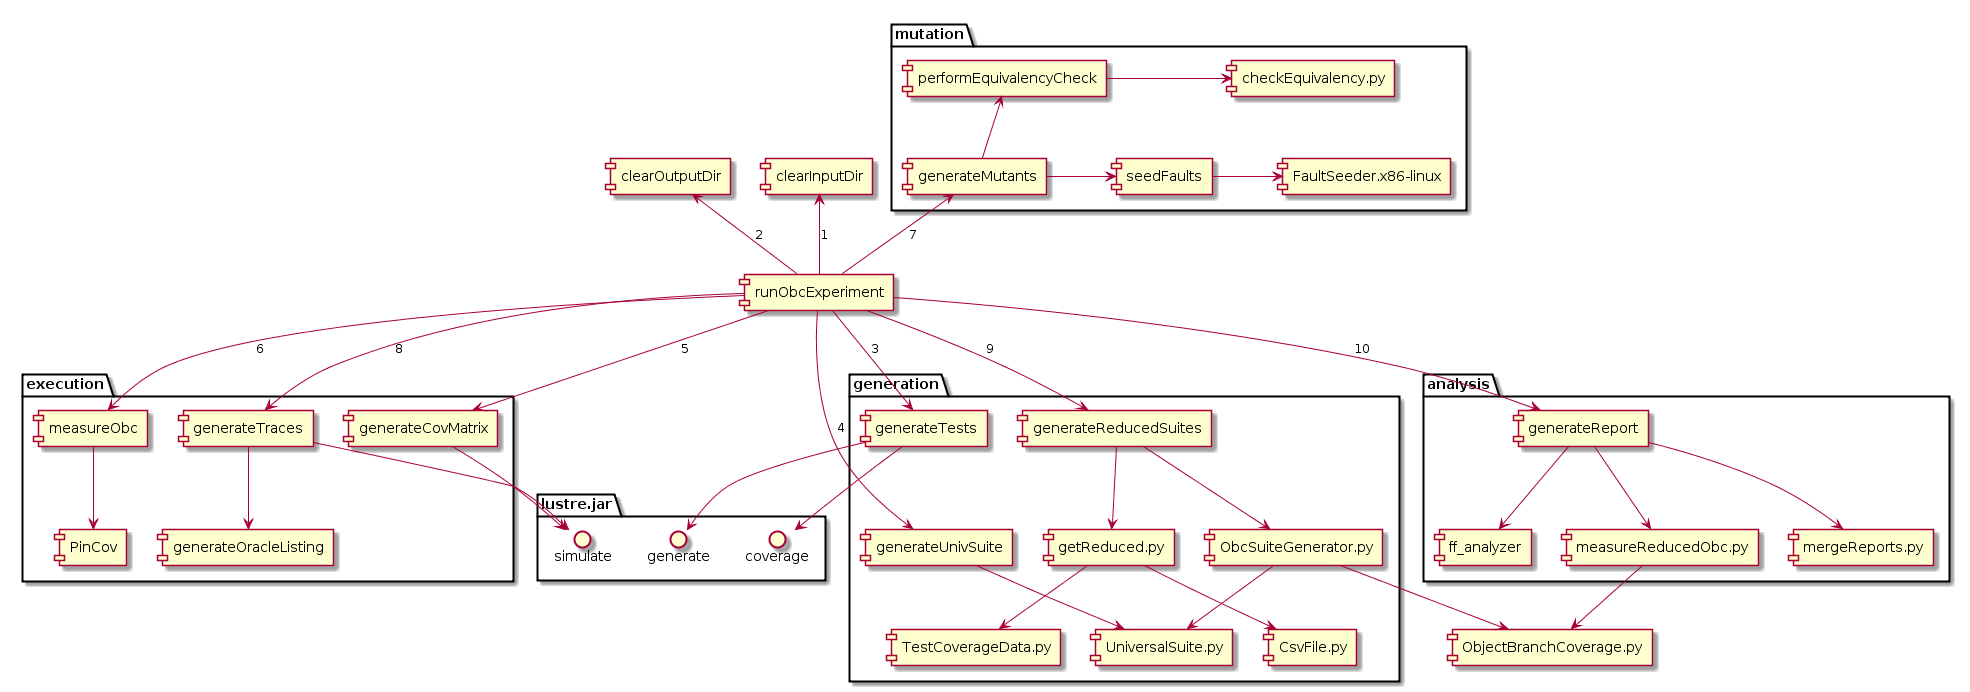 mutation
performEquivalencyCheck
checkEquivalency.py
clearOutputDir
clearInputDir
generateMutants
seedFaults
FaultSeeder.x86-linux
2
1
7
runObcExperiment
6
8
5
3
9
10
execution
generation
analysis
measureObc
generateTraces
generateCovMatrix
generateTests
generateReducedSuites
generateReport
4
lustre.jar
PinCov
generateOracleListing
simulate
generate
coverage
generateUnivSuite
getReduced.py
ObcSuiteGenerator.py
ff_analyzer
measureReducedObc.py
mergeReports.py
TestCoverageData.py
UniversalSuite.py
CsvFile.py
ObjectBranchCoverage.py